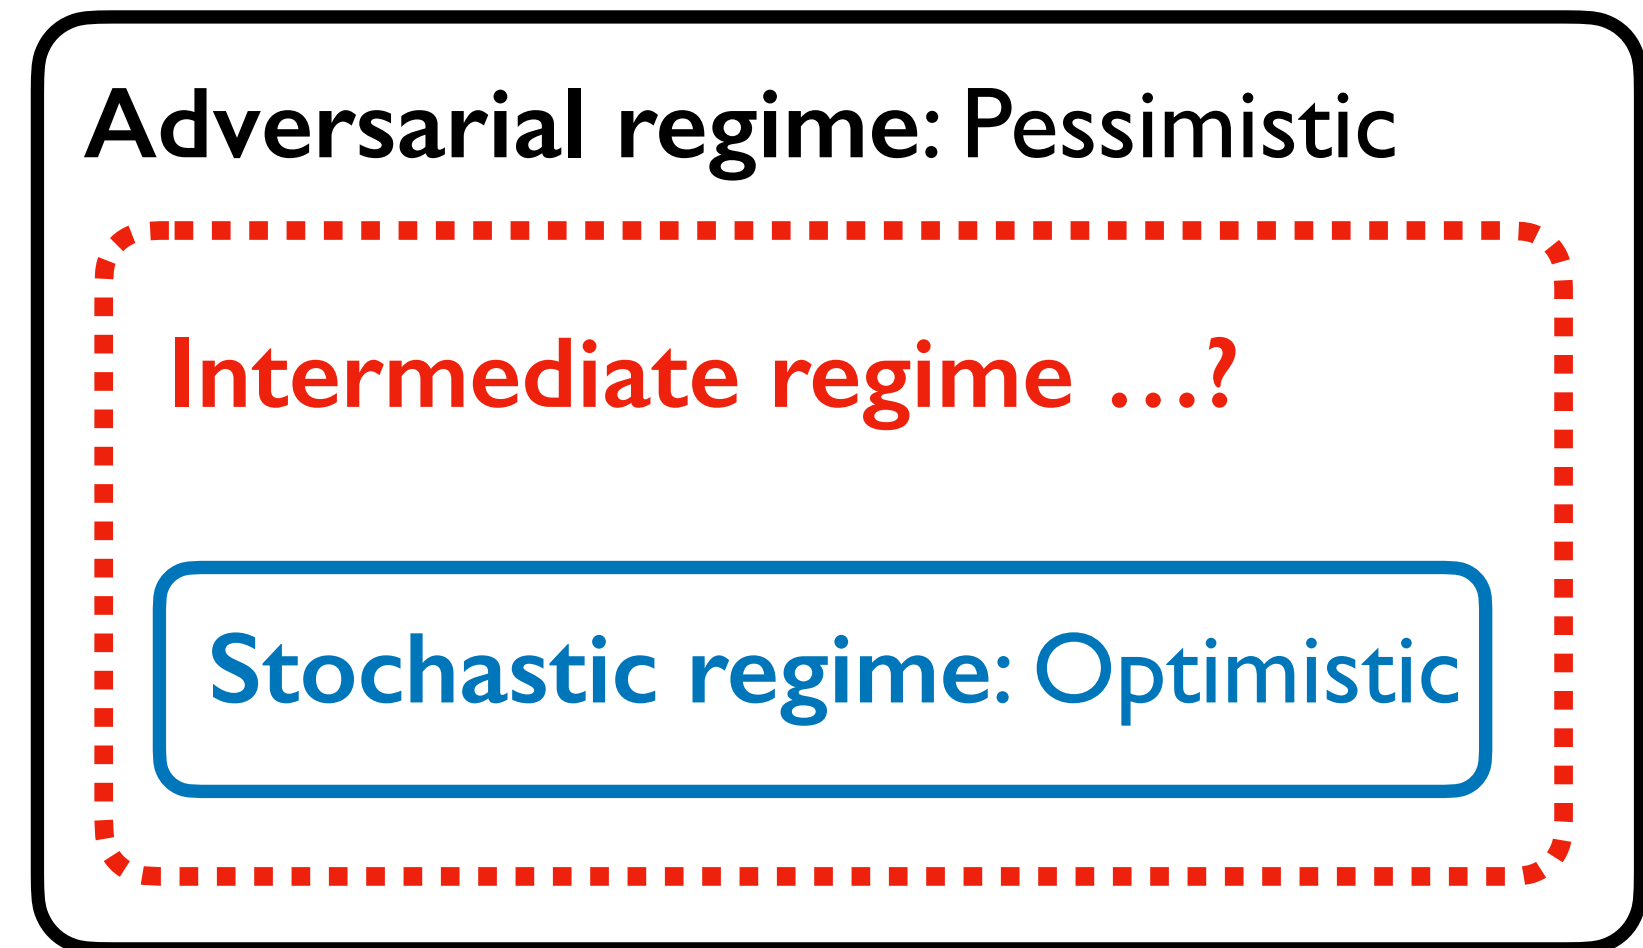 Adversarial regime: Pessimistic
Intermediate regime …?
Stochastic regime: Optimistic